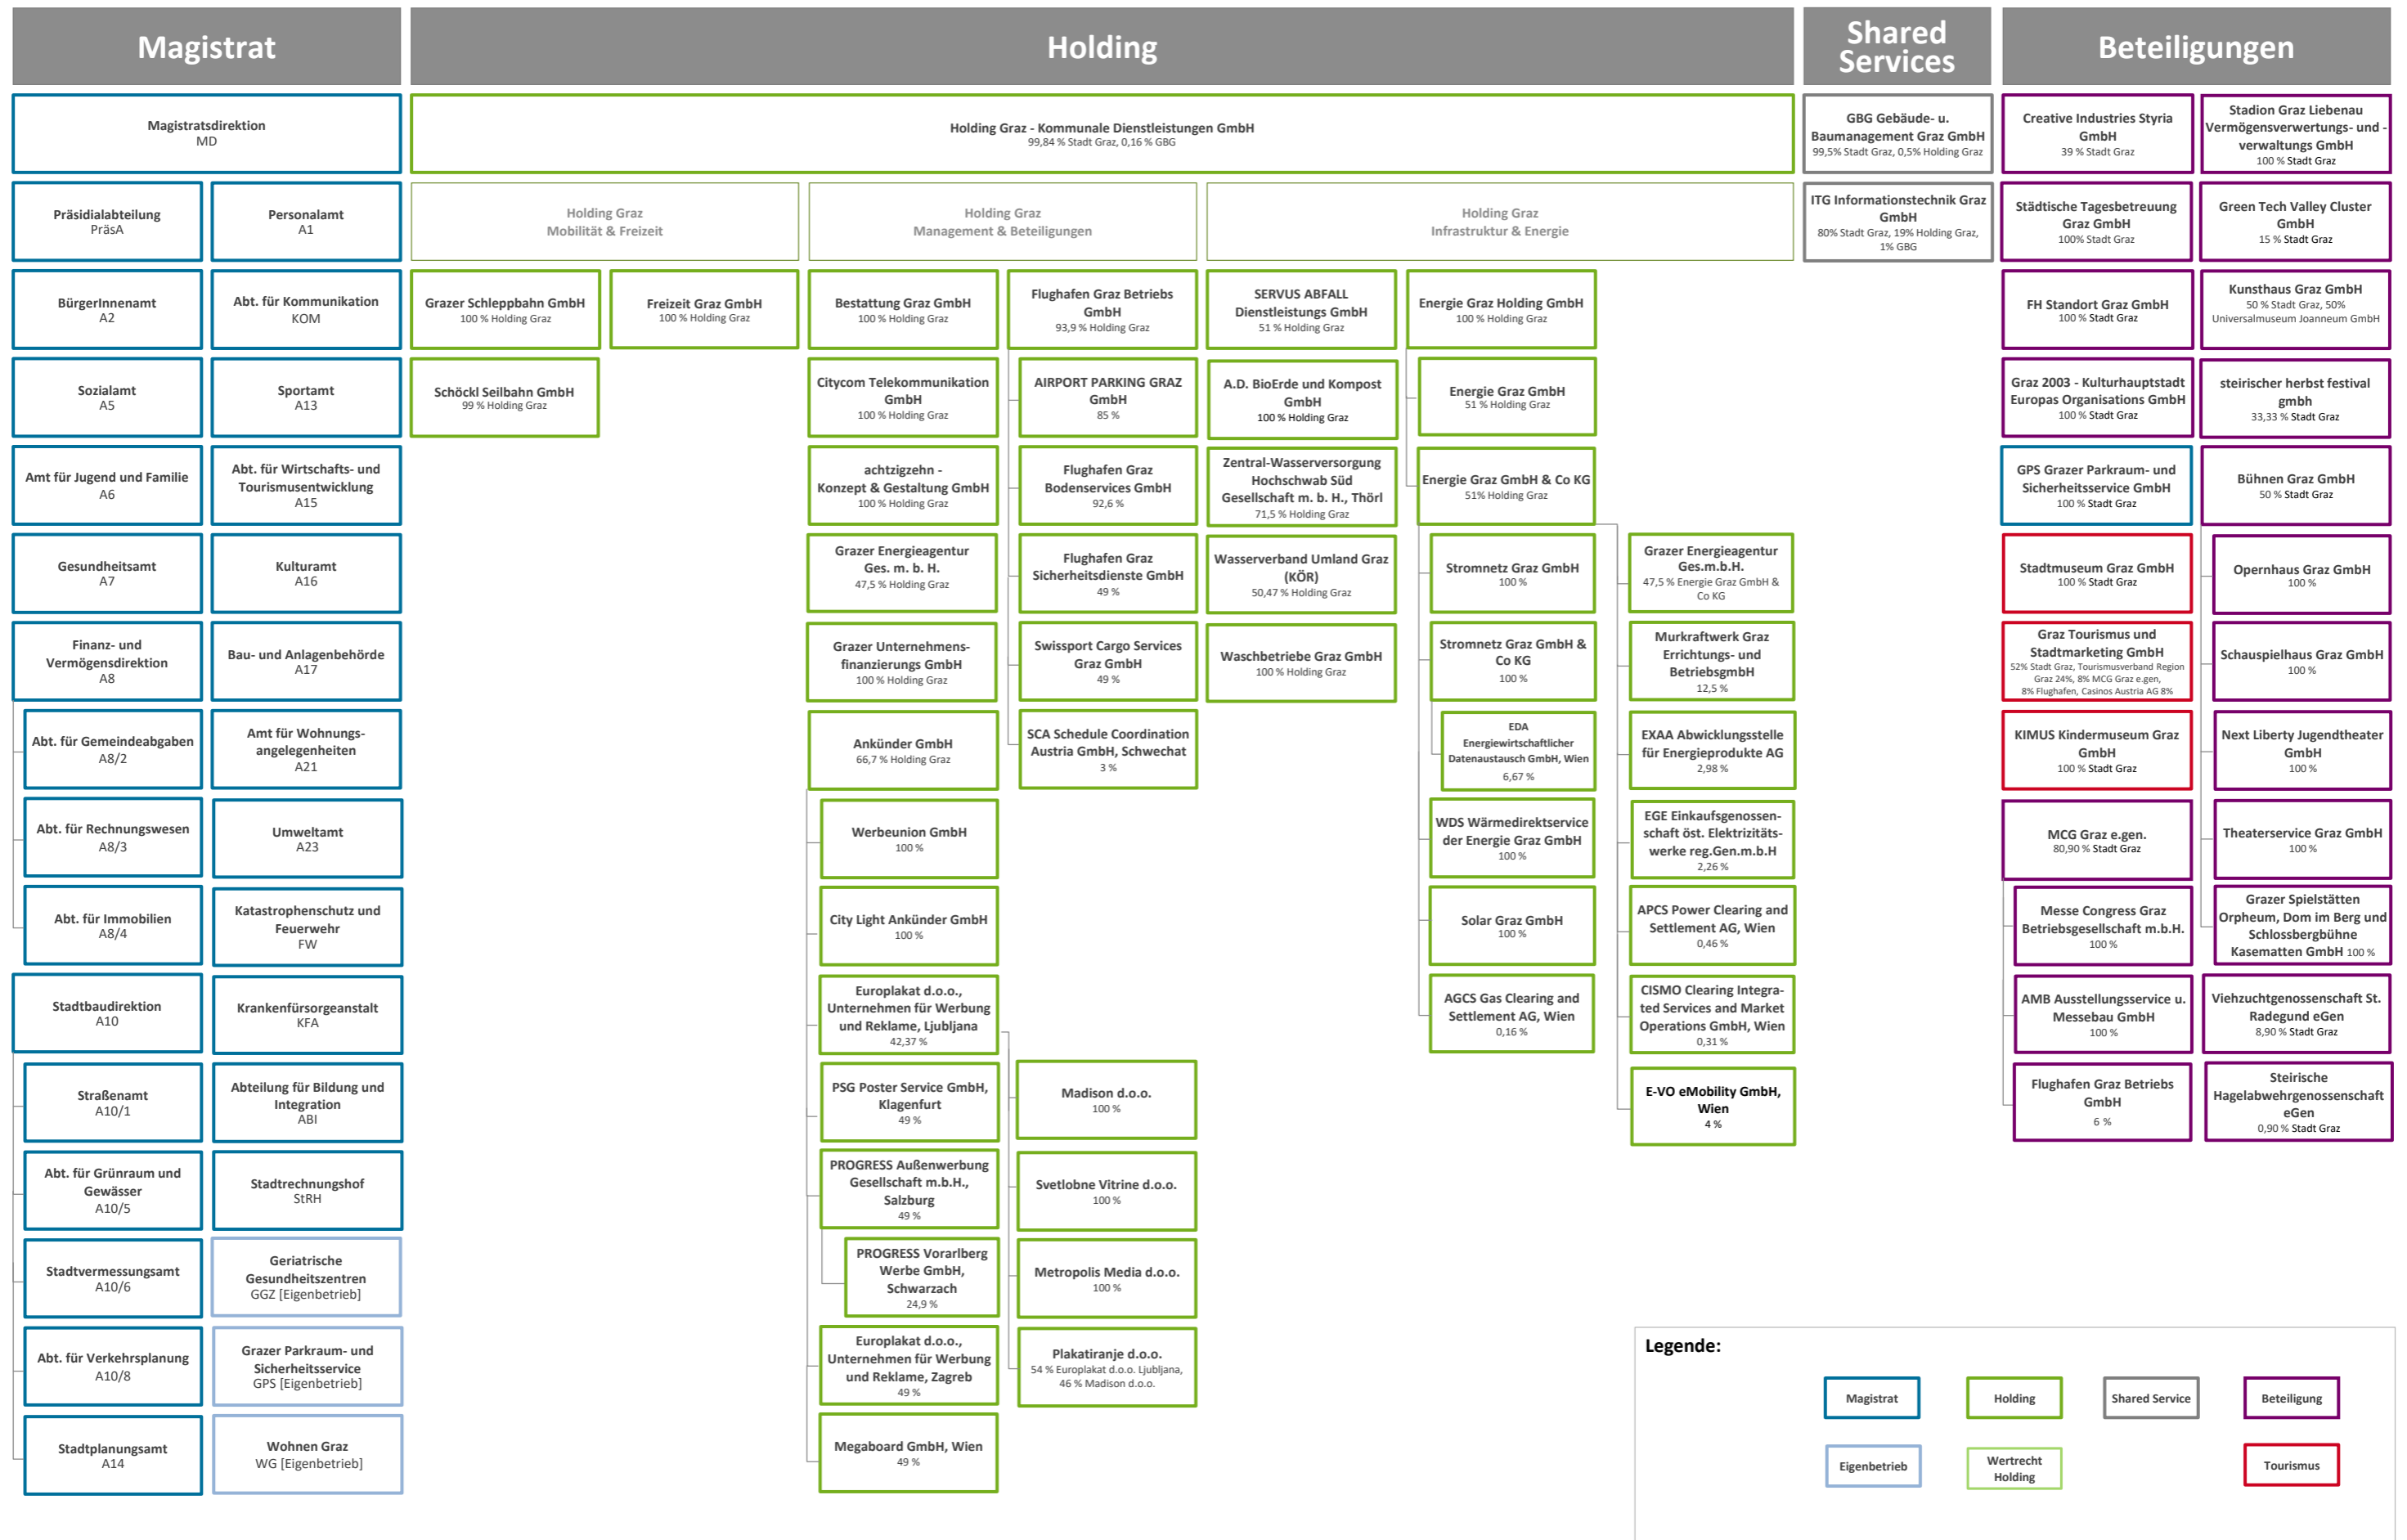 Magistrat
Holding
Shared
Services
Beteiligungen
Magistratsdirektion
MD
Präsidialabteilung
PräsA
Personalamt
A1
BürgerInnenamt
A2
Abt. für Kommunikation
KOM
Sozialamt
A5
Sportamt
A13
Amt für Jugend und Familie
A6
Abt. für Wirtschafts- und
Tourismusentwicklung
A15
Gesundheitsamt
A7
Kulturamt
A16
Finanz- und
Vermögensdirektion
A8
Bau- und Anlagenbehörde
A17
Abt. für Gemeindeabgaben
A8/2
Amt für Wohnungs-
angelegenheiten
A21
Abt. für Rechnungswesen
A8/3
Umweltamt
A23
Abt. für Immobilien
A8/4
Katastrophenschutz und
Feuerwehr
FW
Stadtbaudirektion
A10
Krankenfürsorgeanstalt
KFA
Straßenamt
A10/1
Abteilung für Bildung und
Integration
ABI
Abt. für Grünraum und
Gewässer
A10/5
Stadtrechnungshof
StRH
Stadtvermessungsamt
A10/6
Geriatrische
Gesundheitszentren
GGZ [Eigenbetrieb]
Abt. für Verkehrsplanung
A10/8
Grazer Parkraum- und
Sicherheitsservice
GPS [Eigenbetrieb]
Stadtplanungsamt
A14
Wohnen Graz
WG [Eigenbetrieb]
Holding Graz - Kommunale Dienstleistungen GmbH
99,84 % Stadt Graz, 0,16 % GBG
Holding Graz
Mobilität & Freizeit
Holding Graz
Management & Beteiligungen
Holding Graz
Infrastruktur & Energie
Grazer Schleppbahn GmbH
100 % Holding Graz
Freizeit Graz GmbH
100 % Holding Graz
Schöckl Seilbahn GmbH
99 % Holding Graz
Bestattung Graz GmbH
100 % Holding Graz
Citycom Telekommunikation
GmbH
100 % Holding Graz
achtzigzehn -
Konzept & Gestaltung GmbH
100 % Holding Graz
Grazer Energieagentur
Ges. m. b. H.
47,5 % Holding Graz
Grazer Unternehmens-
finanzierungs GmbH
100 % Holding Graz
Ankünder GmbH
66,7 % Holding Graz
Werbeunion GmbH
100 %
City Light Ankünder GmbH
100 %
Europlakat d.o.o.,
Unternehmen für Werbung
und Reklame, Ljubljana
42,37 %
PSG Poster Service GmbH,
Klagenfurt
49 %
PROGRESS Außenwerbung
Gesellschaft m.b.H.,
Salzburg
49 %
PROGRESS Vorarlberg
Werbe GmbH,
Schwarzach
24,9 %
Europlakat d.o.o.,
Unternehmen für Werbung
und Reklame, Zagreb
49 %
Megaboard GmbH, Wien
49 %
Flughafen Graz Betriebs
GmbH
93,9 % Holding Graz
AIRPORT PARKING GRAZ
GmbH
85 %
Flughafen Graz
Bodenservices GmbH
92,6 %
Flughafen Graz
Sicherheitsdienste GmbH
49 %
Swissport Cargo Services
Graz GmbH
49 %
SCA Schedule Coordination
Austria GmbH, Schwechat
3 %
Madison d.o.o.
100 %
Svetlobne Vitrine d.o.o.
100 %
Metropolis Media d.o.o.
100 %
Plakatiranje d.o.o.
54 % Europlakat d.o.o. Ljubljana,
46 % Madison d.o.o.
SERVUS ABFALL
Dienstleistungs GmbH
51 % Holding Graz
A.D. BioErde und Kompost
GmbH
100 % Holding Graz
Zentral-Wasserversorgung
Hochschwab Süd
Gesellschaft m. b. H., Thörl
71,5 % Holding Graz
Wasserverband Umland Graz
(KÖR)
50,47 % Holding Graz
Waschbetriebe Graz GmbH
100 % Holding Graz
Energie Graz Holding GmbH
100 % Holding Graz
Energie Graz GmbH
51 % Holding Graz
Energie Graz GmbH & Co KG
51% Holding Graz
Stromnetz Graz GmbH
100 %
Stromnetz Graz GmbH &
Co KG
100 %
EDA
Energiewirtschaftlicher
Datenaustausch GmbH, Wien
6,67 %
WDS Wärmedirektservice
der Energie Graz GmbH
100 %
Solar Graz GmbH
100 %
AGCS Gas Clearing and
Settlement AG, Wien
0,16 %
Grazer Energieagentur
Ges.m.b.H.
47,5 % Energie Graz GmbH &
Co KG
Murkraftwerk Graz
Errichtungs- und
BetriebsgmbH
12,5 %
EXAA Abwicklungsstelle
für Energieprodukte AG
2,98 %
EGE Einkaufsgenossen-
schaft öst. Elektrizitäts-
werke reg.Gen.m.b.H
2,26 %
APCS Power Clearing and
Settlement AG, Wien
0,46 %
CISMO Clearing Integra-
ted Services and Market
Operations GmbH, Wien
0,31 %
E-VO eMobility GmbH,
Wien
4 %
GBG Gebäude- u.
Baumanagement Graz GmbH
99,5% Stadt Graz, 0,5% Holding Graz
ITG Informationstechnik Graz
GmbH
80% Stadt Graz, 19% Holding Graz,
1% GBG
Creative Industries Styria
GmbH
39 % Stadt Graz
Städtische Tagesbetreuung
Graz GmbH
100% Stadt Graz
FH Standort Graz GmbH
100 % Stadt Graz
Graz 2003 - Kulturhauptstadt
Europas Organisations GmbH
100 % Stadt Graz
GPS Grazer Parkraum- und
Sicherheitsservice GmbH
100 % Stadt Graz
Stadtmuseum Graz GmbH
100 % Stadt Graz
Graz Tourismus und
Stadtmarketing GmbH
52% Stadt Graz, Tourismusverband Region
Graz 24%, 8% MCG Graz e.gen,
8% Flughafen, Casinos Austria AG 8%
KIMUS Kindermuseum Graz
GmbH
100 % Stadt Graz
MCG Graz e.gen.
80,90 % Stadt Graz
Messe Congress Graz
Betriebsgesellschaft m.b.H.
100 %
AMB Ausstellungsservice u.
Messebau GmbH
100 %
Flughafen Graz Betriebs
GmbH
6 %
Stadion Graz Liebenau
Vermögensverwertungs- und -
verwaltungs GmbH
100 % Stadt Graz
Green Tech Valley Cluster
GmbH
15 % Stadt Graz
Kunsthaus Graz GmbH
50 % Stadt Graz, 50%
Universalmuseum Joanneum GmbH
steirischer herbst festival
gmbh
33,33 % Stadt Graz
Bühnen Graz GmbH
50 % Stadt Graz
Opernhaus Graz GmbH
100 %
Schauspielhaus Graz GmbH
100 %
Next Liberty Jugendtheater
GmbH
100 %
Theaterservice Graz GmbH
100 %
Grazer Spielstätten
Orpheum, Dom im Berg und
Schlossbergbühne
Kasematten GmbH 100 %
Viehzuchtgenossenschaft St.
Radegund eGen
8,90 % Stadt Graz
Steirische
Hagelabwehrgenossenschaft
eGen
0,90 % Stadt Graz
Legende:
Magistrat
Holding
Shared Service
Beteiligung
Eigenbetrieb
Wertrecht
Holding
Tourismus